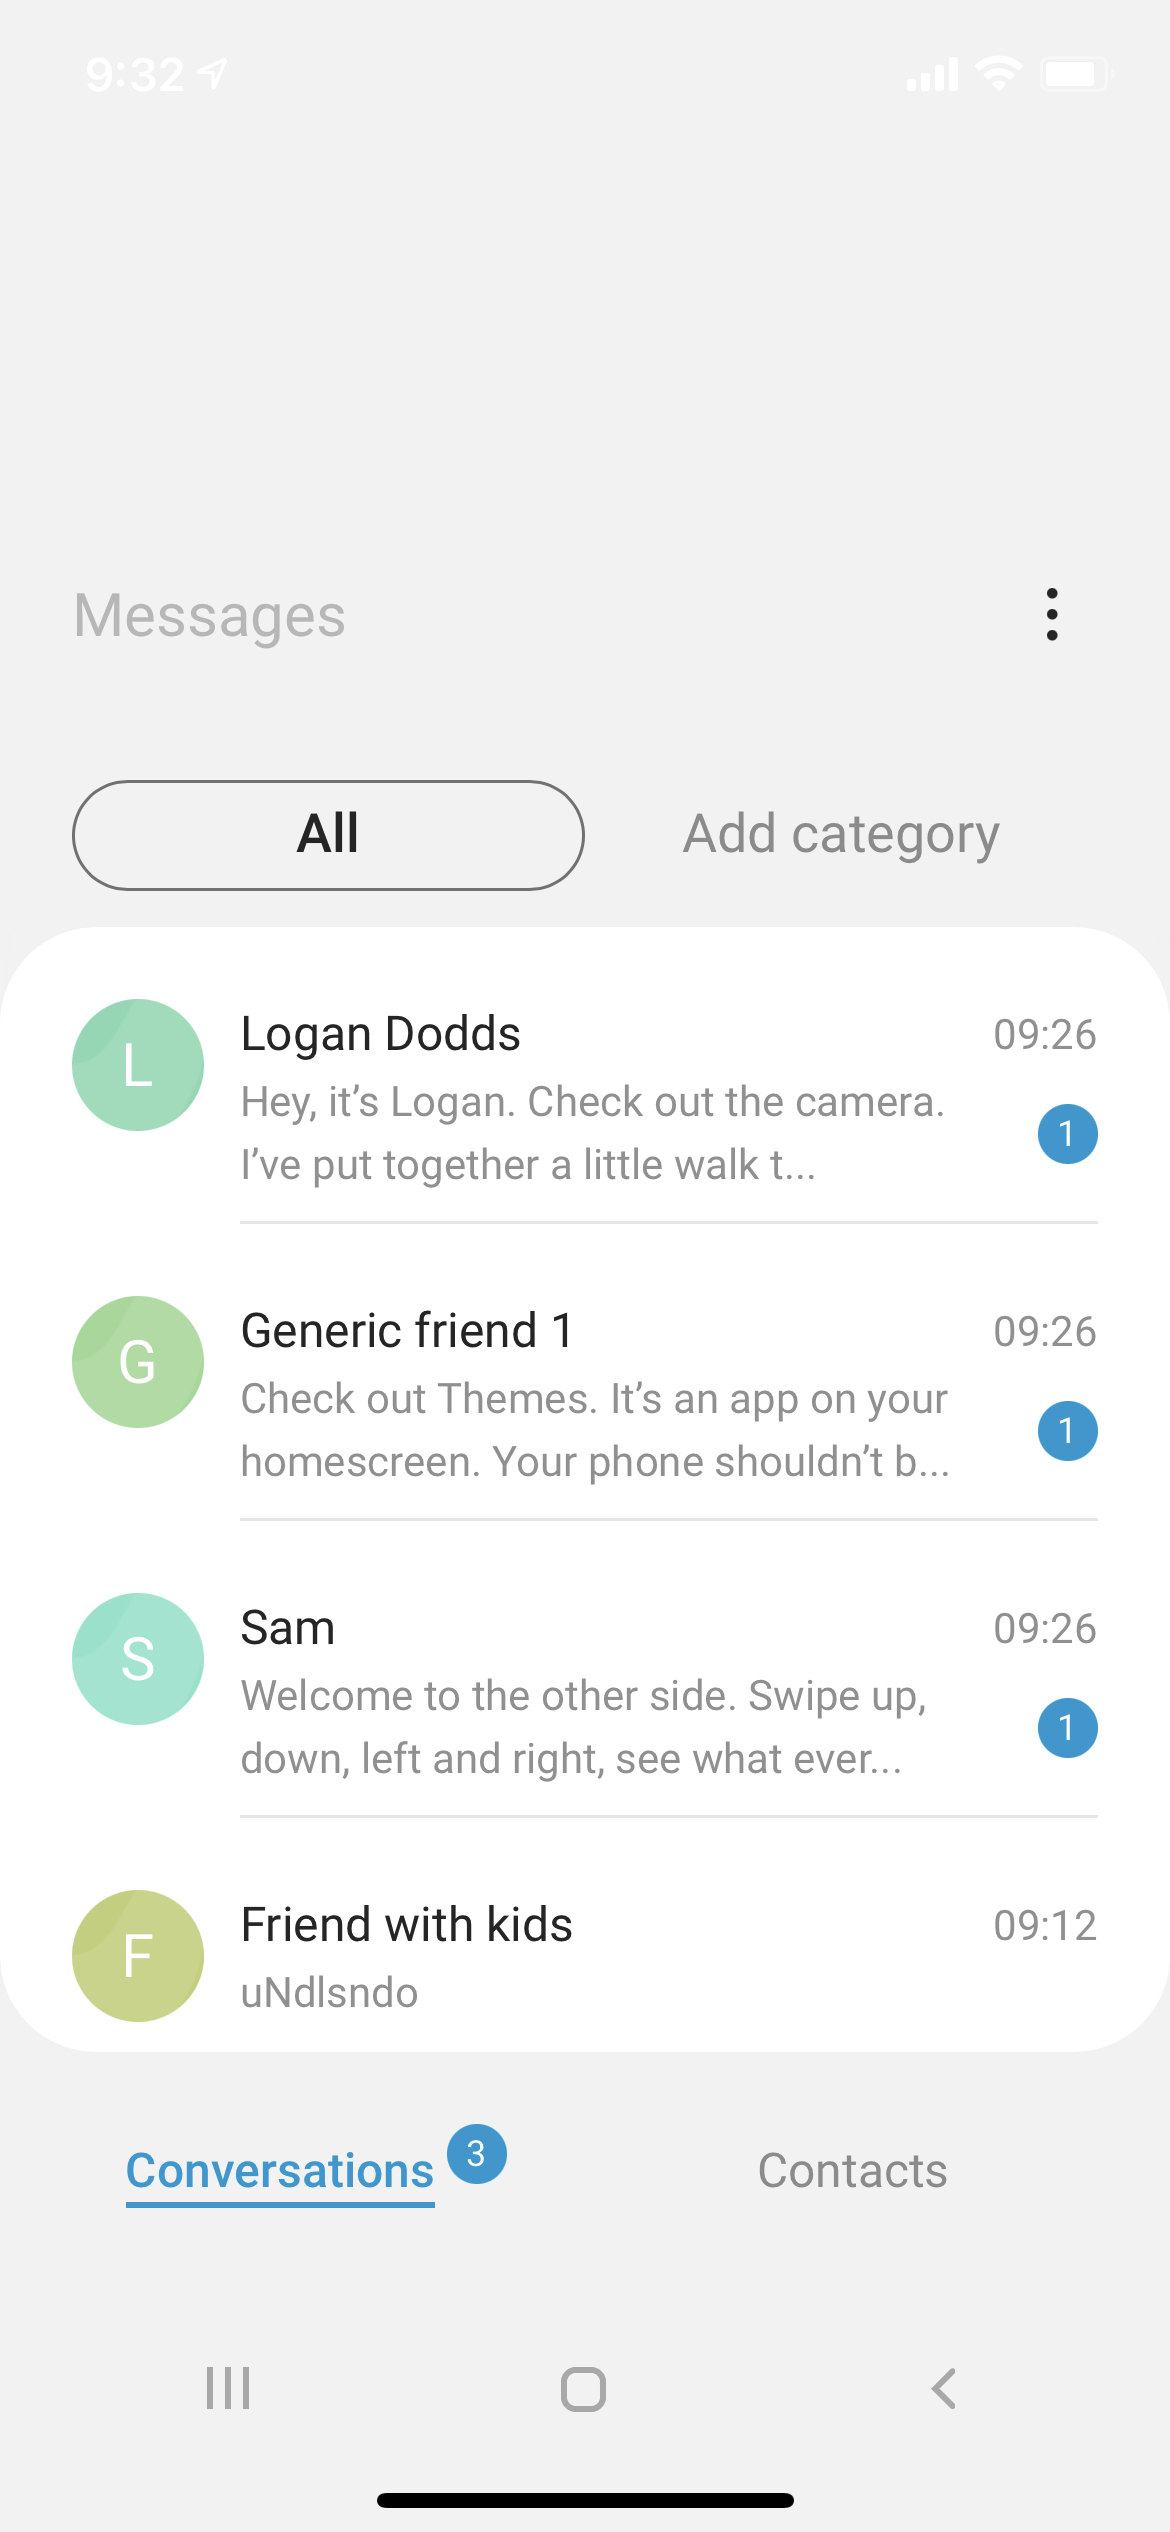 9:32
Messages
All
Add category
L
Logan Dodds
09:26
Hey, it’s Logan. Check out the camera.
I’ve put together a little walk t...
1
G
Generic friend 1
09:26
Check out Themes. It’s an app on your
homescreen. Your phone shouldn’t b...
1
S
Sam
09:26
Welcome to the other side. Swipe up,
down, left and right, see what ever...
1
F
Friend with kids
09:12
uNdlsndo
Conversations
3
Contacts